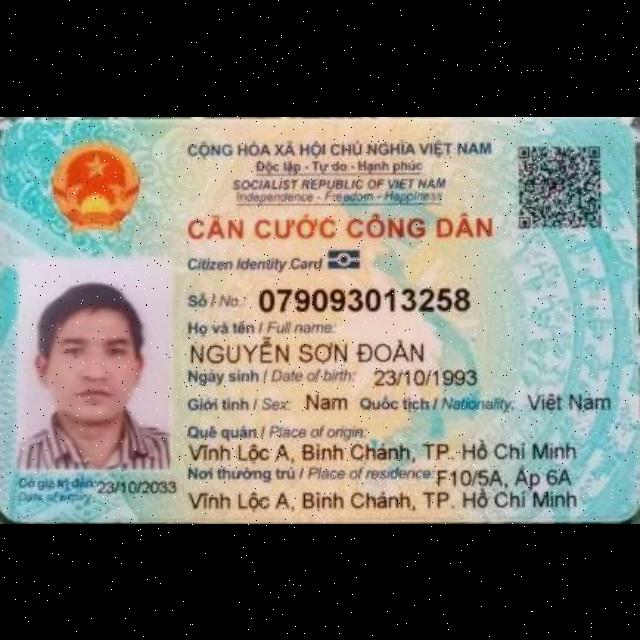 CỘNG HÒA XÃ HỘI CHỦ NGHĨA VIỆT NAM
Độc lập - Tự do - Hạnh phúc
SOCIALIST REPUBLIC OF VIET NAM
Independence - Freedom - Happiness
CĂN CƯỚC CÔNG DÂN
Citizen Identity Card
Số / No.: 079093013258
Họ và tên / Full name:
NGUYỄN SƠN ĐOÀN
Ngày sinh / Date of birth: 23/10/1993
Giới tính / Sex: Nam Quốc tịch / Nationality: Việt Nam
Quê quán / Place of origin:
Vĩnh Lộc A, Bình Chánh, TP. Hồ Chí Minh
Nơi thường trú / Place of residence: F10/5A, Ấp 6A
Vĩnh Lộc A, Bình Chánh, TP. Hồ Chí Minh
Có giá trị đến: 23/10/2033
Date of expiry